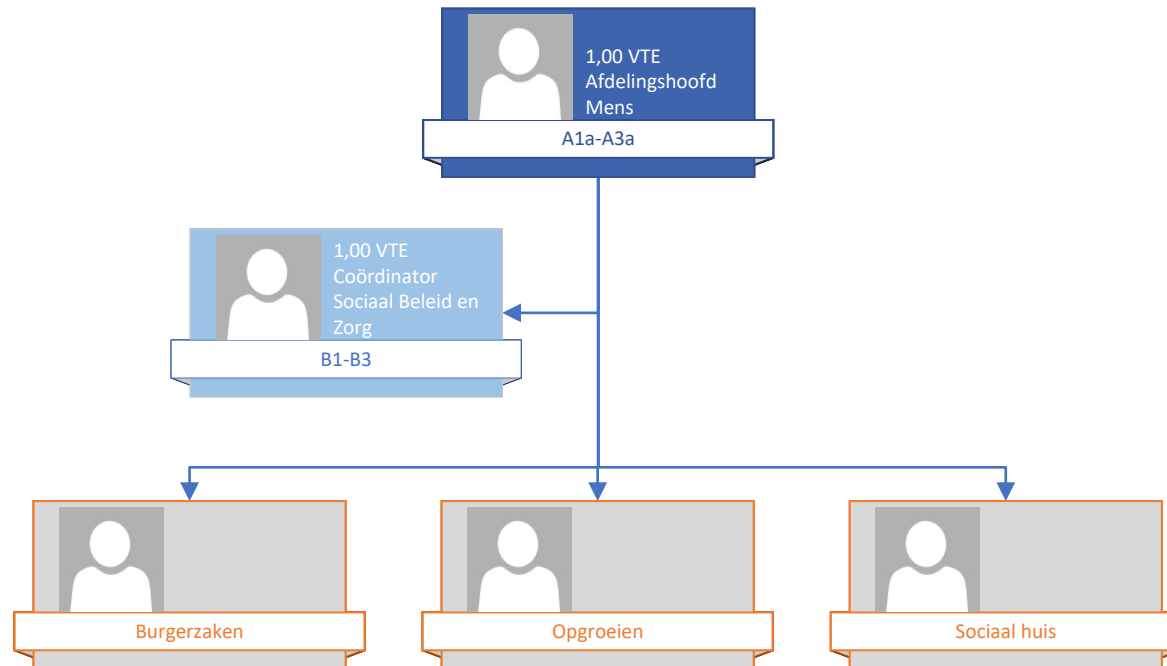 1,00 VTE
Afdelingshoofd
Mens
A1a-A3a
1,00 VTE
Coördinator
Sociaal Beleid en
Zorg
B1-B3
Burgerzaken
Opgroeien
Sociaal huis